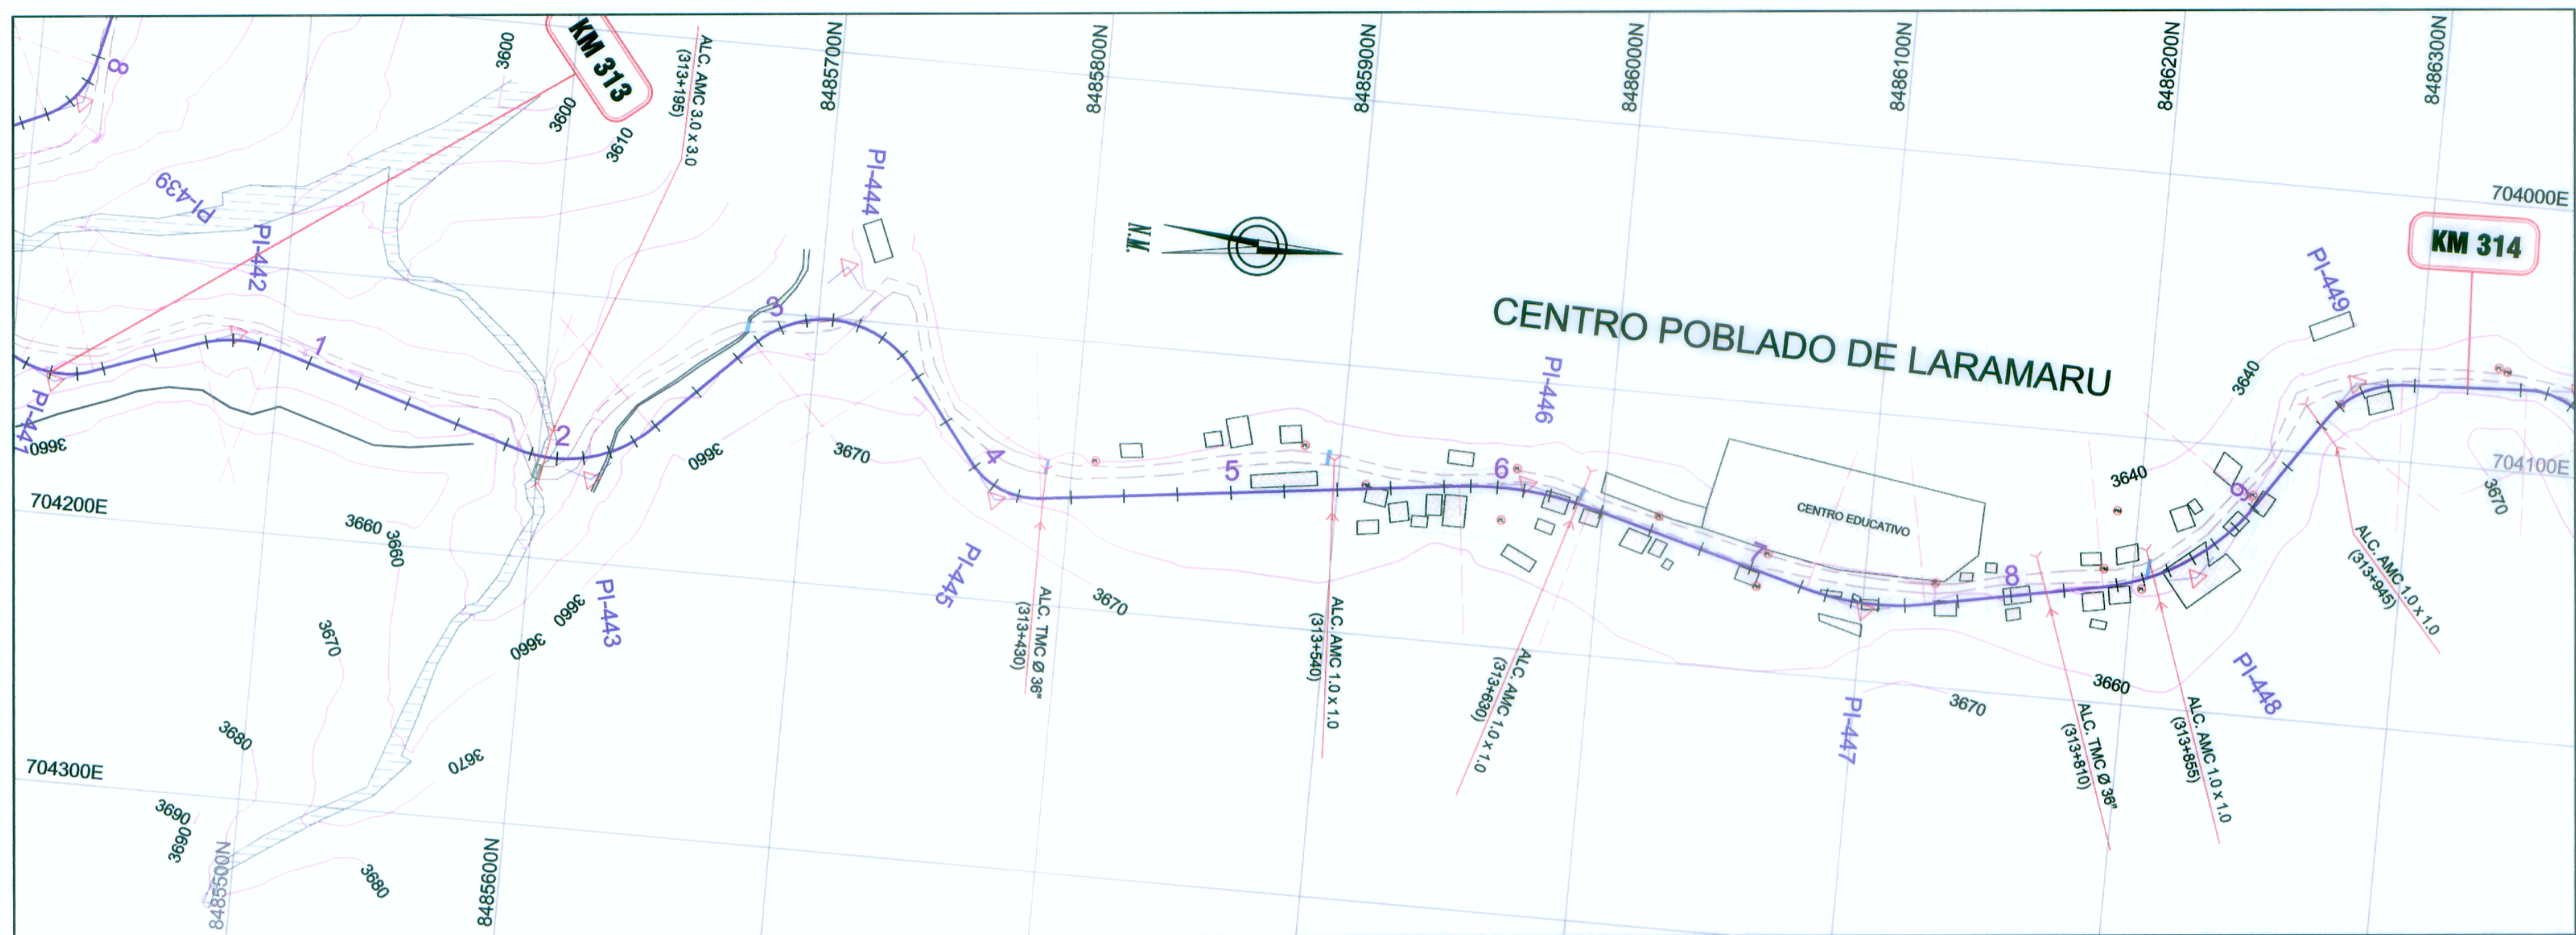 KM 313
ALC. AMC 3.0 x 3.0
(313+195)
8485700N
8485800N
8485900N
8486000N
8486100N
8486200N
8486300N
704000E
KM 314
8
3600
3600
3610
PI-439
PI-442
PI-444
N.M.
CENTRO POBLADO DE LARAMARU
PI-449
3640
PI-446
1
2
3
4
5
6
7
8
9
PI-441
3660
3660
3670
CENTRO EDUCATIVO
3640
704100E
3670
704200E
3660
3660
3660
3660
3670
PI-443
PI-445
3670
ALC. TMC Ø 36"
(313+430)
ALC. AMC 1.0 x 1.0
(313+540)
ALC. AMC 1.0 x 1.0
(313+630)
PI-447
3670
3660
ALC. TMC Ø 36"
(313+810)
ALC. AMC 1.0 x 1.0
(313+855)
PI-448
ALC. AMC 1.0 x 1.0
(313+945)
3680
3670
704300E
3690
3690
3680
8485500N
8485600N